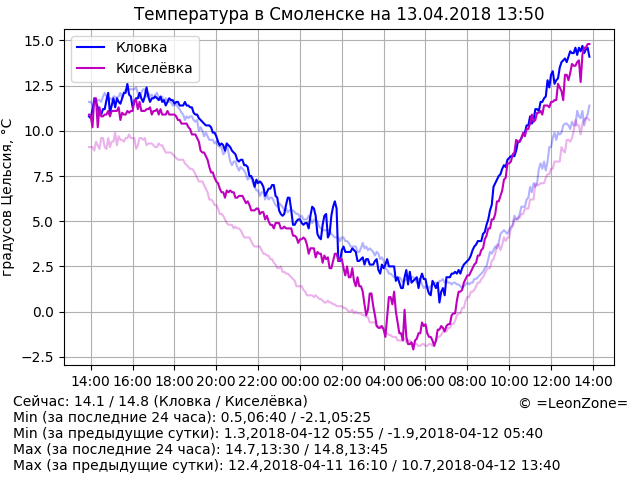 Температура в Смоленске на 13.04.2018 13:50
15.0
12.5
10.0
7.5
5.0
2.5
0.0
−2.5
градусов Цельсия, °C
Кловка
Киселёвка
14:00 16:00 18:00 20:00 22:00 00:00 02:00 04:00 06:00 08:00 10:00 12:00 14:00
Сейчас: 14.1 / 14.8 (Кловка / Киселёвка)
© =LeonZone=
Min (за последние 24 часа): 0.5,06:40 / -2.1,05:25
Min (за предыдущие сутки): 1.3,2018-04-12 05:55 / -1.9,2018-04-12 05:40
Max (за последние 24 часа): 14.7,13:30 / 14.8,13:45
Max (за предыдущие сутки): 12.4,2018-04-11 16:10 / 10.7,2018-04-12 13:40